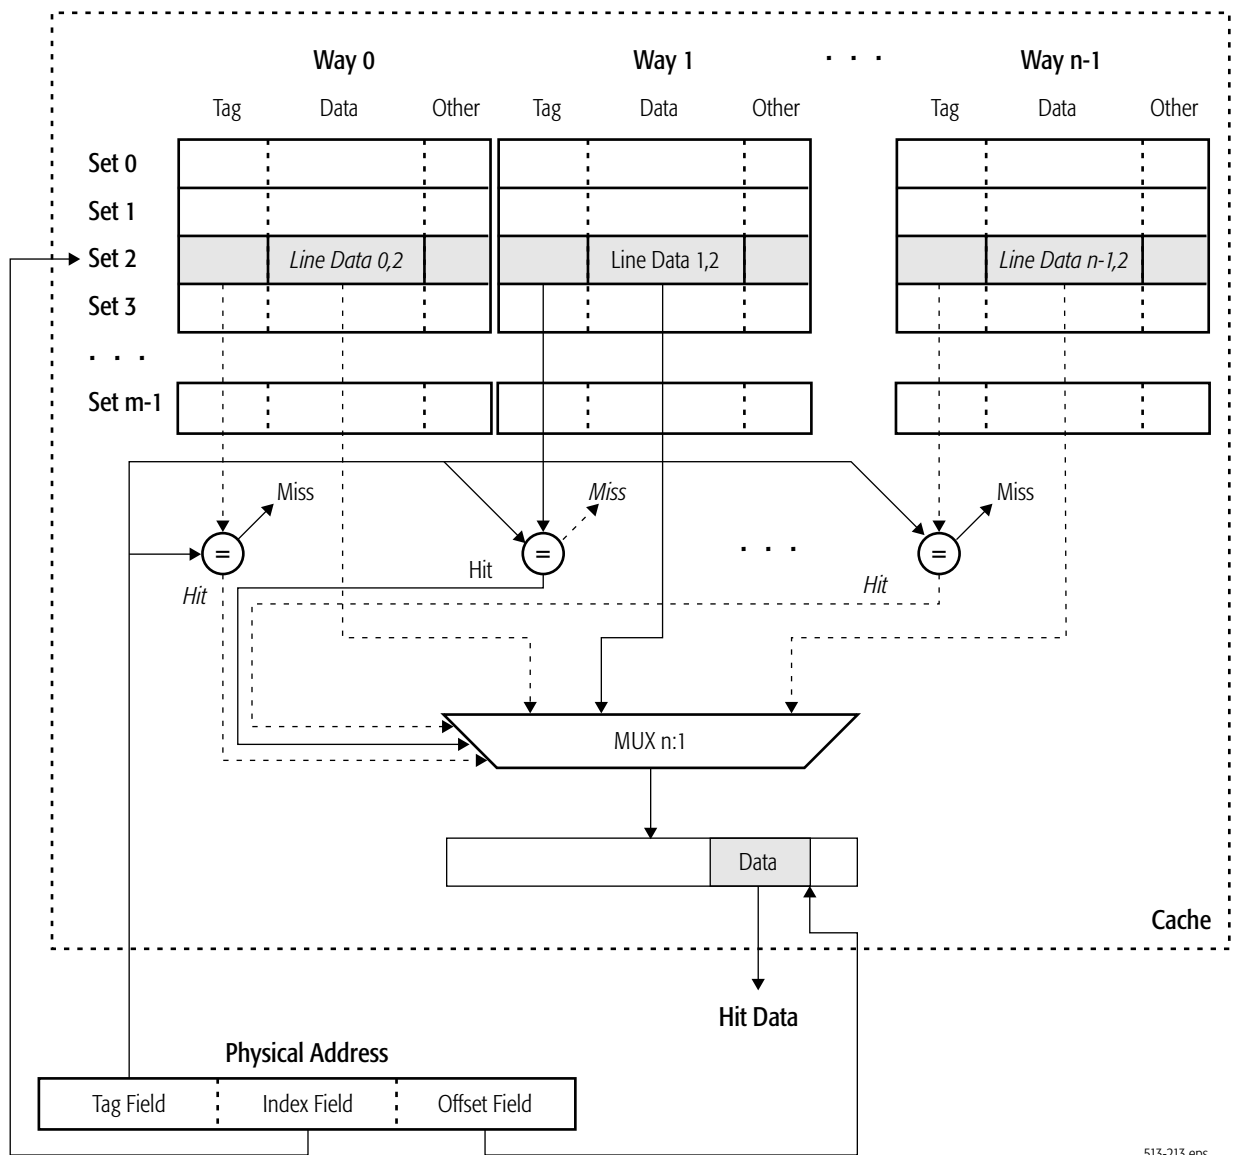 Way 0 Way 1 . . . Way n-1
Tag Data Other Tag Data Other Tag Data Other
Set 0
Set 1
Set 2 Line Data 0,2 Line Data 1,2 Line Data n-1,2
Set 3
. . .
Set m-1
Miss Miss Miss
= = . . . =
Hit Hit Hit
MUX n:1
Data
Cache
Hit Data
Physical Address
Tag Field Index Field Offset Field
513-213.eps